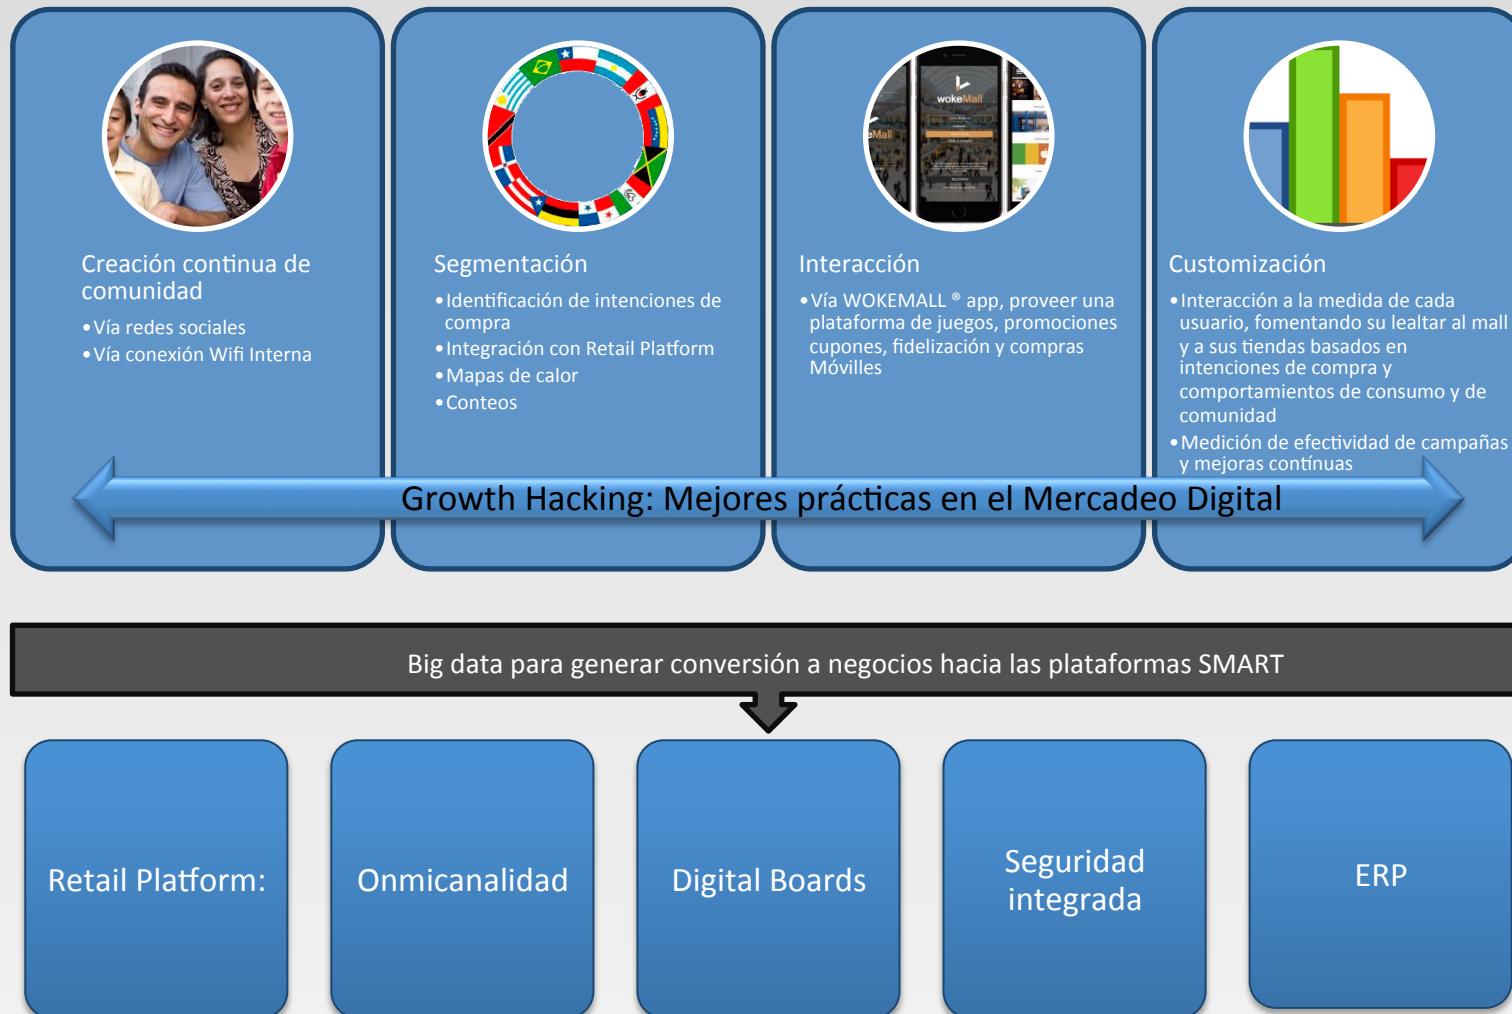 wokeMall
eMall
Creación continua de
comunidad
•Vía redes sociales
•Vía conexión Wifi Interna
Segmentación
•Identificación de intenciones de
compra
•Integración con Retail Platform
•Mapas de calor
•Conteos
Interacción
•Vía WOKEMALL ® app, proveer una
plataforma de juegos, promociones
cupones, fidelización y compras
Móvilles
Customización
•Interacción a la medida de cada
usuario, fomentando su lealtar al mall
y a sus tiendas basados en
intenciones de compra y
comportamientos de consumo y de
comunidad
•Medición de efectividad de campañas
y mejoras contínuas
Growth Hacking: Mejores prácticas en el Mercadeo Digital
Big data para generar conversión a negocios hacia las plataformas SMART
Retail Platform:
Onmicanalidad
Digital Boards
Seguridad
integrada
ERP